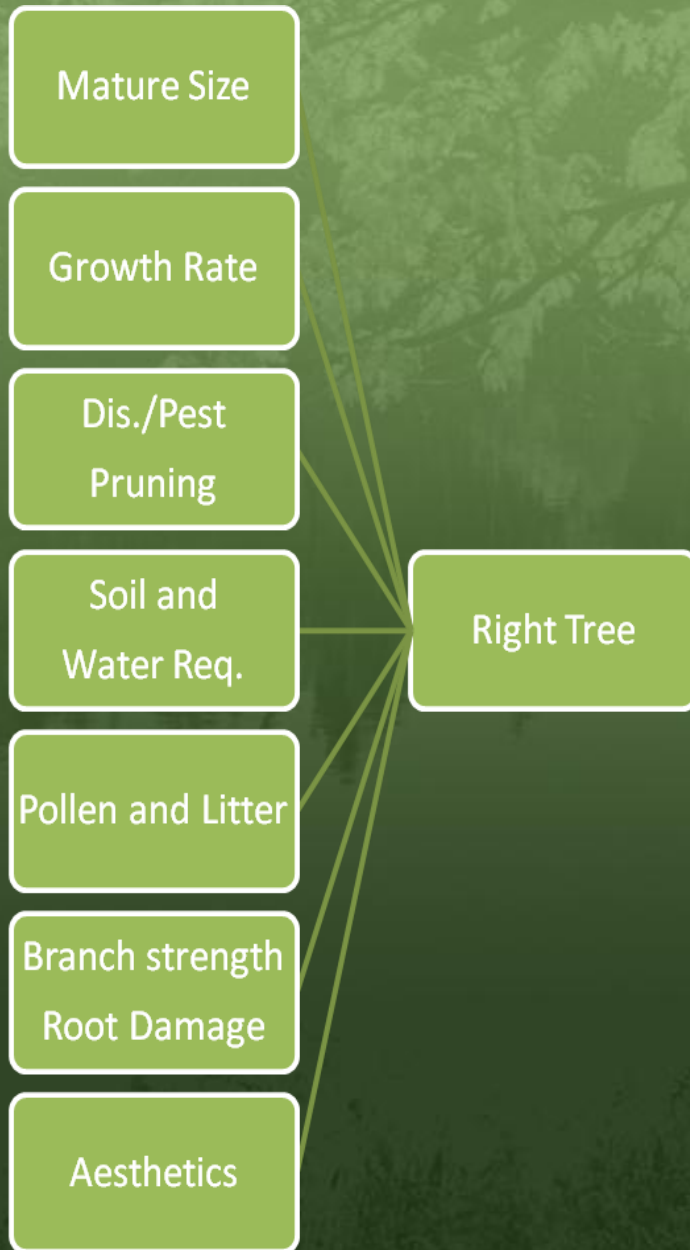 Mature Size
Growth Rate
Dis./Pest
Pruning
Soil and
Water Req.
Right Tree
Pollen and Litter
Branch strength
Root Damage
Aesthetics